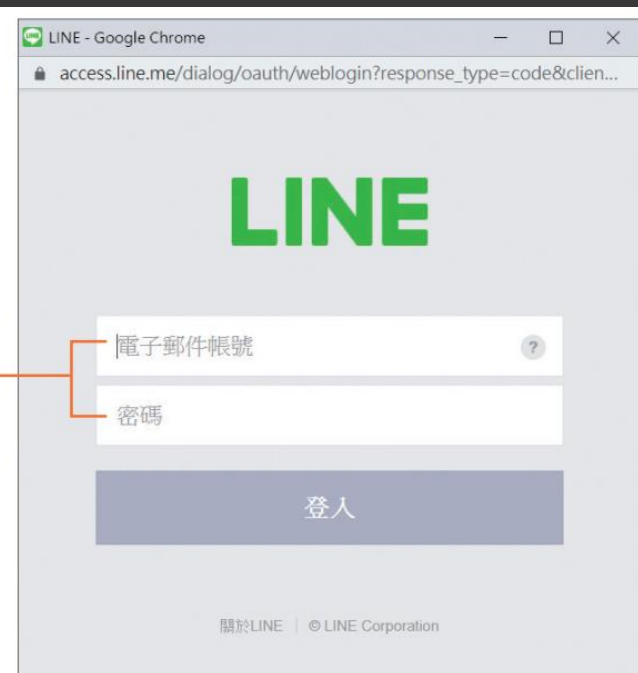 LINE - Google Chrome
access.line.me/dialog/oauth/weblogin?response_type=code&clien...
LINE
電子郵件帳號 ?
密碼
登入
關於LINE | © LINE Corporation